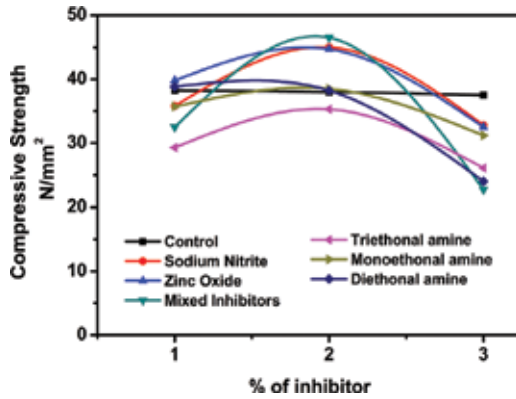 50
40
30
20
10
0
Compressive Strength
N/mm²
Control
Sodium Nitrite
Zinc Oxide
Mixed Inhibitors
Triethonal amine
Monoethonal amine
Diethonal amine
1 2 3
% of inhibitor